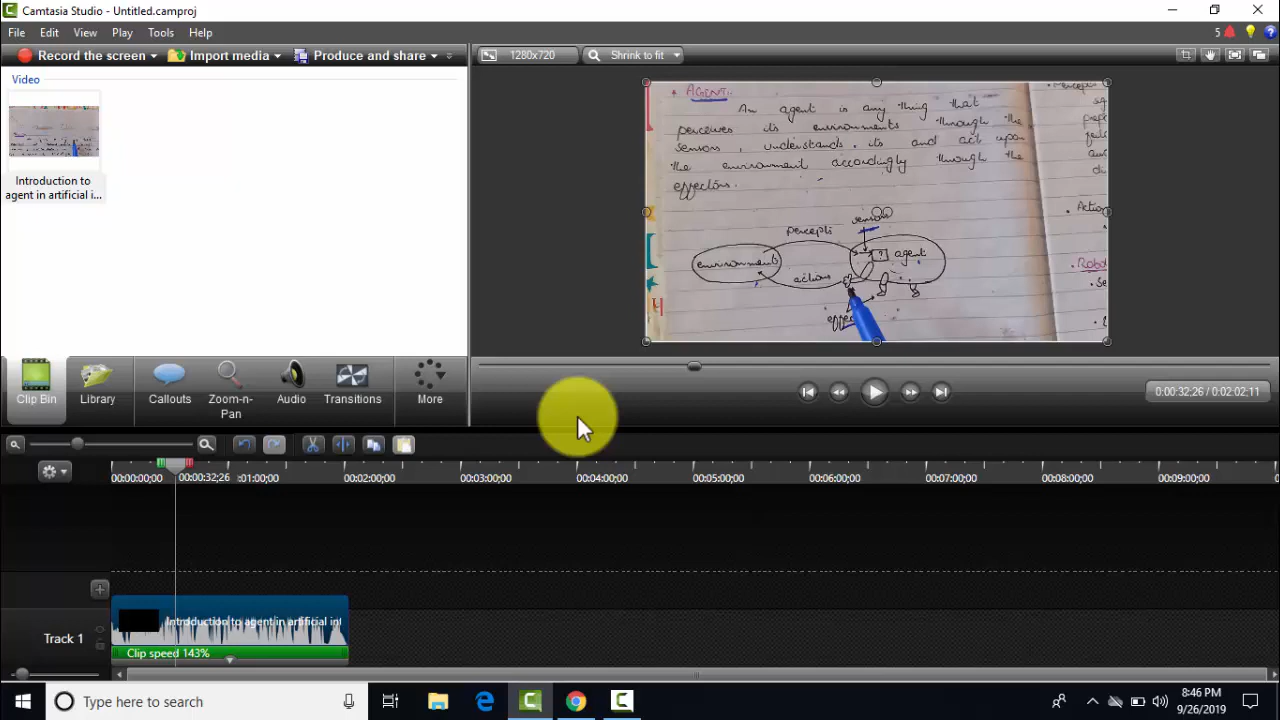 Camtasia Studio - Untitled.camproj
File Edit View Play Tools Help
5
Record the screen Import media Produce and share
1280x720 Shrink to fit
Video
Introduction to
agent in artificial i...
* AGENT:-
An agent is any thing that
perceives its environments through the
sensors, understands its and act upon
the environment accordingly through the
effectors.
sensors
percepts
environment
? agent
actions
. Action
. Robo
Clip Bin Library Callouts Zoom-n-
Pan Audio Transitions More
0:00:32;26 / 0:02:02;11
00:00:00;00 00:00:32;26 00:02:00;00 00:03:00;00 00:04:00;00 00:05:00;00 00:06:00;00 00:07:00;00 00:08:00;00 00:09:00;00
Track 1
Introduction to agent in artificial int
Clip speed 143%
Type here to search
8:46 PM
9/26/2019